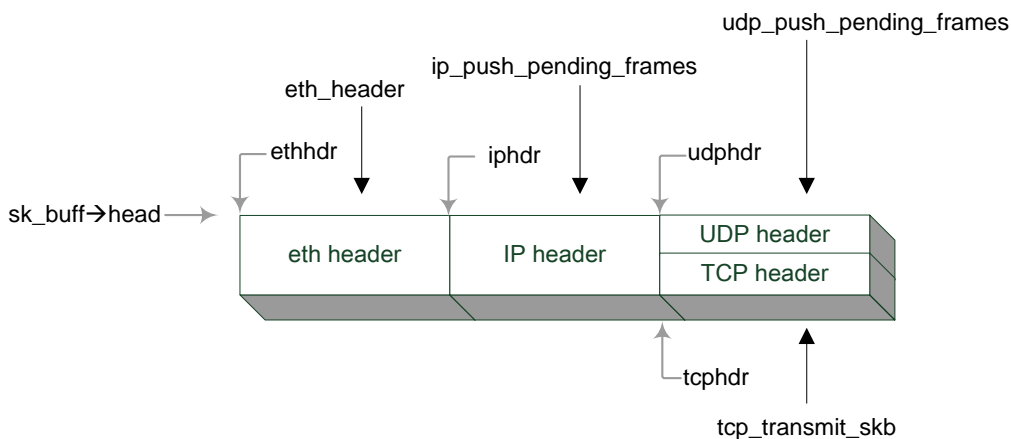 udp_push_pending_frames
ip_push_pending_frames
eth_header
ethhdr
iphdr
udphdr
sk_buff→head
eth header
IP header
UDP header
TCP header
tcphdr
tcp_transmit_skb